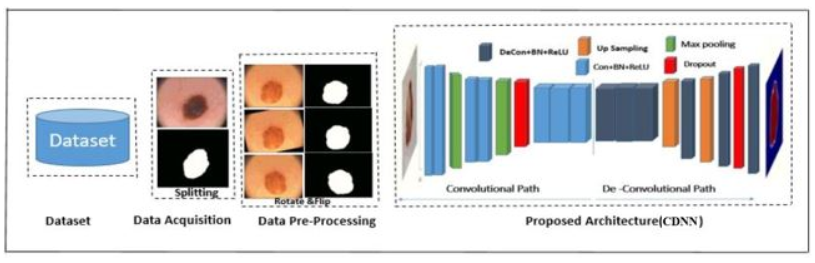 DeCon+BN+ReLU
Up Sampling
Max pooling
Con+BN+ReLU
Dropout
Dataset
Splitting
Rotate &Flip
Convolutional Path
De -Convolutional Path
Dataset
Data Acquisition
Data Pre-Processing
Proposed Architecture(CDNN)